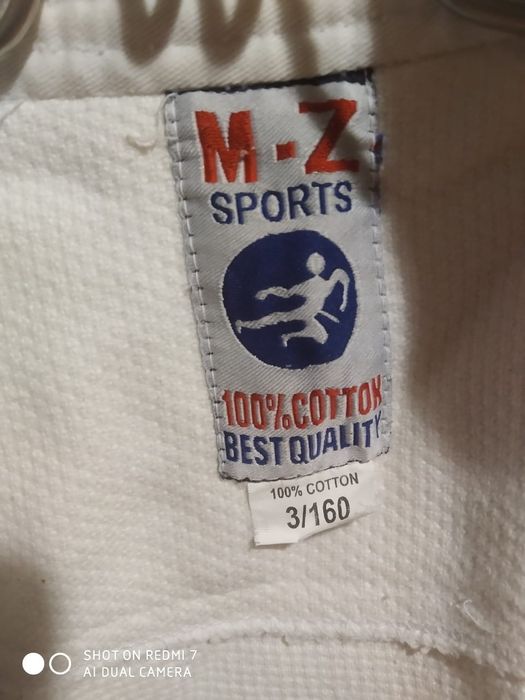 M-Z
SPORTS
100% COTTON
BEST QUALITY
100% COTTON
3/160
SHOT ON REDMI 7
AI DUAL CAMERA